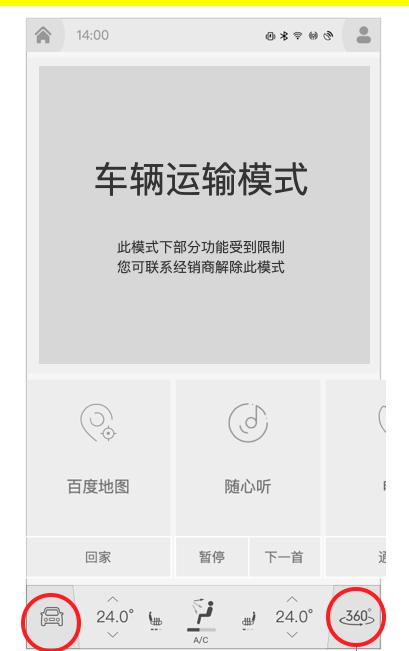 14:00
车辆运输模式
此模式下部分功能受到限制
您可联系经销商解除此模式
百度地图
随心听
回家
暂停
下一首
24.0°
A/C
24.0°
360°